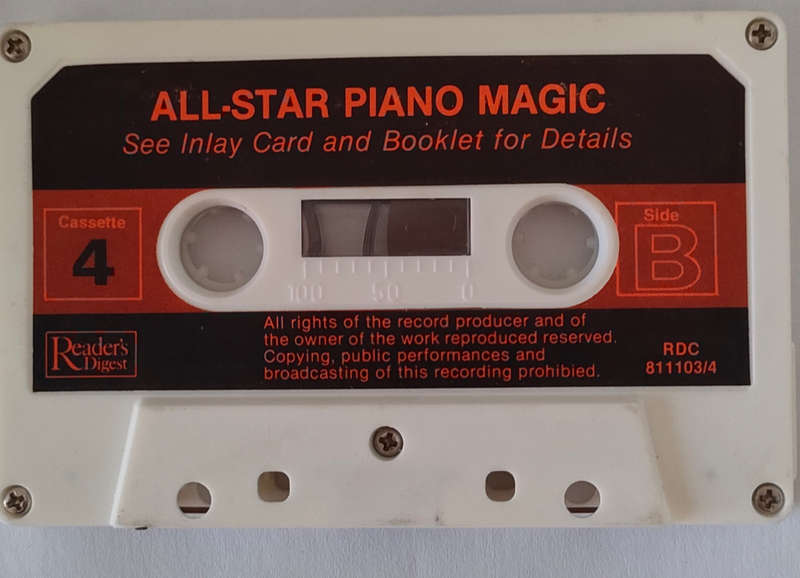 ALL-STAR PIANO MAGIC
See Inlay Card and Booklet for Details
Cassette
4
Side
B
100 50 0
All rights of the record producer and of
the owner of the work reproduced reserved.
Copying, public performances and
broadcasting of this recording prohibied.
Reader's
Digest
RDC
811103/4